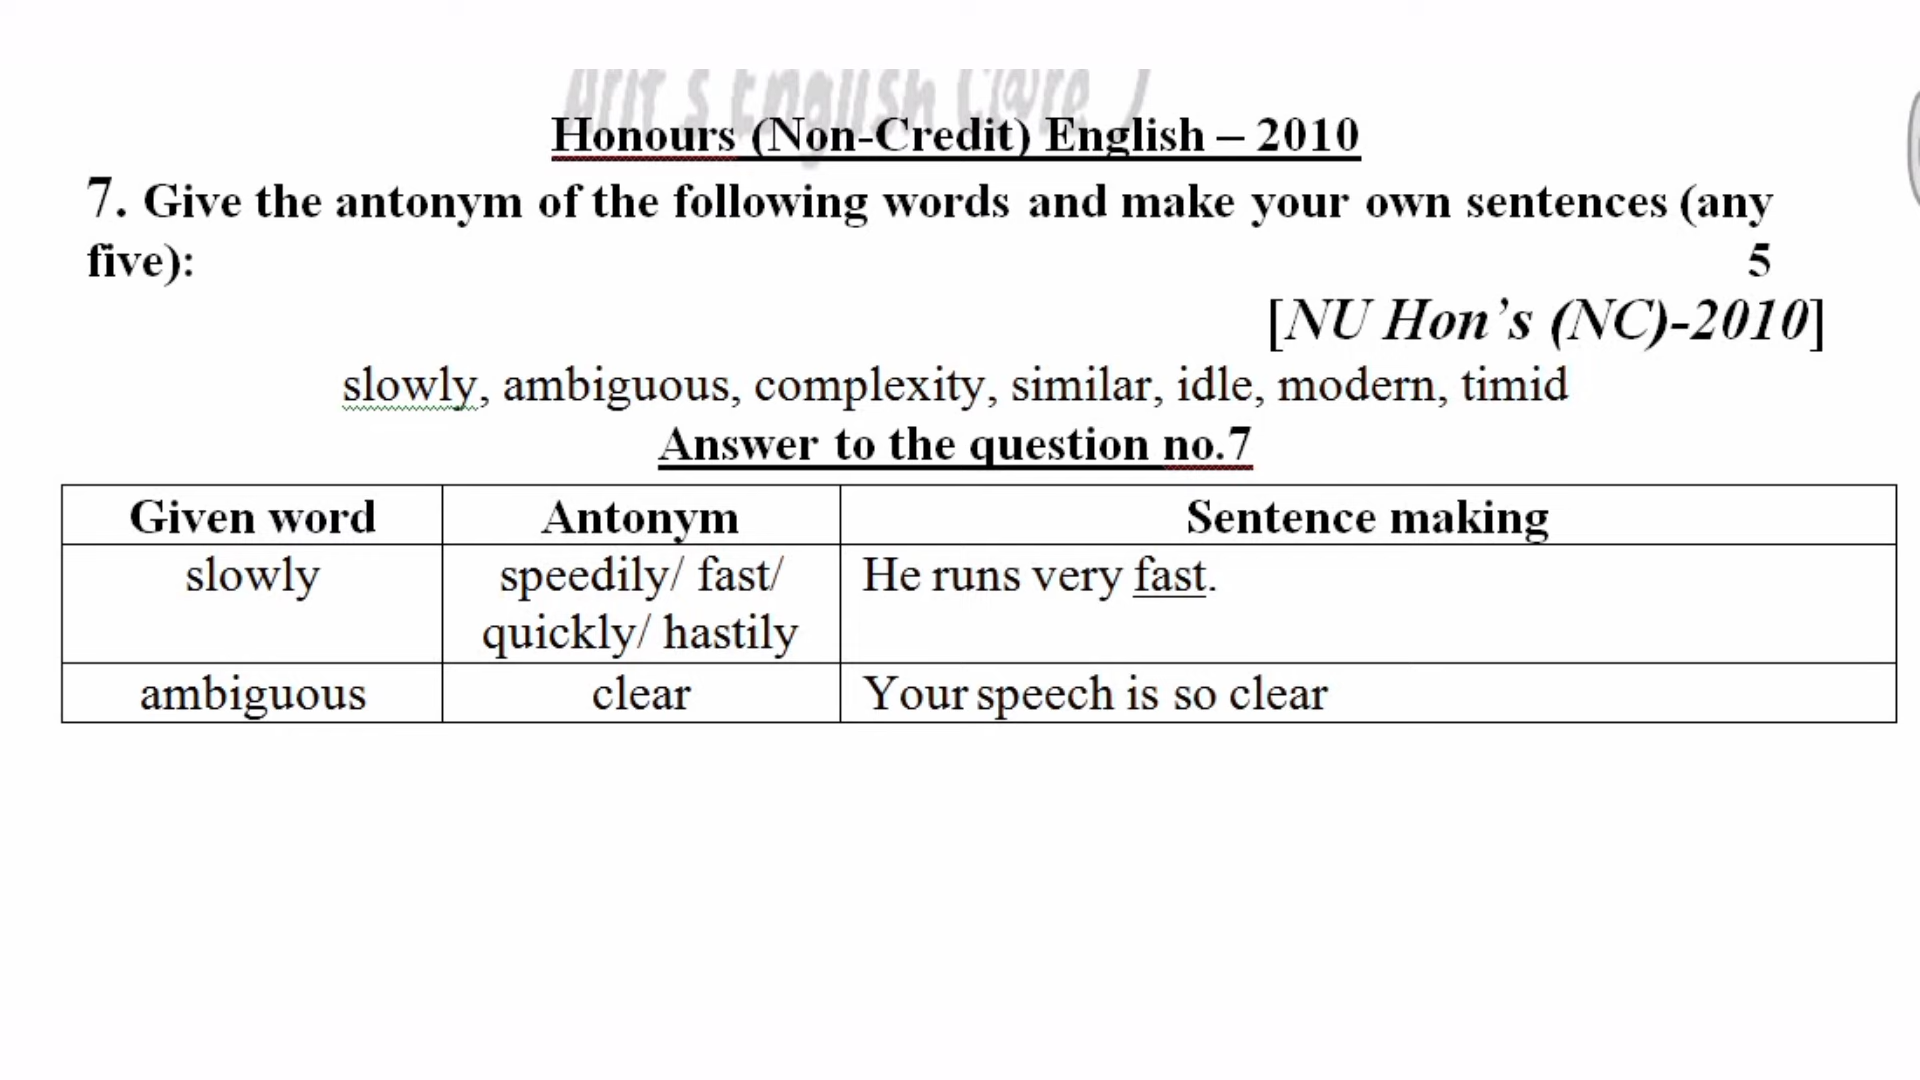 Arif's English C@re
Honours (Non-Credit) English – 2010
7. Give the antonym of the following words and make your own sentences (any
five): 5
[NU Hon's (NC)-2010]
slowly, ambiguous, complexity, similar, idle, modern, timid
Answer to the question no.7
Given word Antonym Sentence making
slowly speedily/ fast/ He runs very fast.
quickly/ hastily
ambiguous clear Your speech is so clear